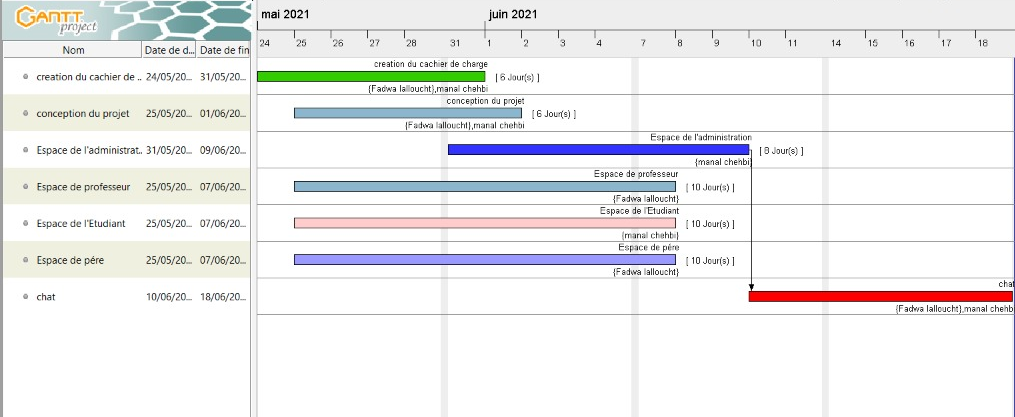 GANTT
project
mai 2021
juin 2021
Nom Date de d... Date de fin
24 25 26 27 28 31 1 2 3 4 7 8 9 10 11 14 15 16 17 18
creation du cachier de .. 24/05/20... 31/05/20...
creation du cachier de charge
[ 6 Jour(s) ]
{Fadwa lalloucht},manal chehbi
conception du projet 25/05/20... 01/06/20...
conception du projet
[ 6 Jour(s) ]
{Fadwa lalloucht},manal chehbi
Espace de l'administrat.. 31/05/20... 09/06/20...
Espace de l'administration
[ 8 Jour(s) ]
{manal chehbi}
Espace de professeur 25/05/20... 07/06/20...
Espace de professeur
[ 10 Jour(s) ]
{Fadwa lalloucht}
Espace de l'Etudiant 25/05/20... 07/06/20...
Espace de l'Etudiant
[ 10 Jour(s) ]
{manal chehbi}
Espace de pére 25/05/20... 07/06/20...
Espace de pére
[ 10 Jour(s) ]
{Fadwa lalloucht}
chat 10/06/20... 18/06/20...
chat
{Fadwa lalloucht},manal chehb